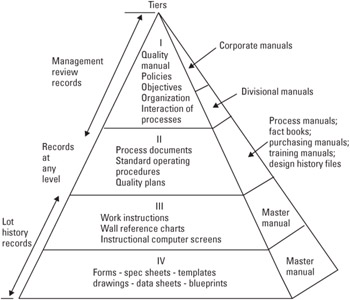 Tiers
Management
review
records
Records
at
any
level
Lot
history
records
I
Quality
manual
Policies
Objectives
Organization
Interaction of
processes
II
Process documents
Standard operating
procedures
Quality plans
III
Work instructions
Wall reference charts
Instructional computer screens
IV
Forms - spec sheets - templates
drawings - data sheets - blueprints
Corporate manuals
Divisional manuals
Process manuals;
fact books;
purchasing manuals;
training manuals;
design history files
Master
manual
Master
manual